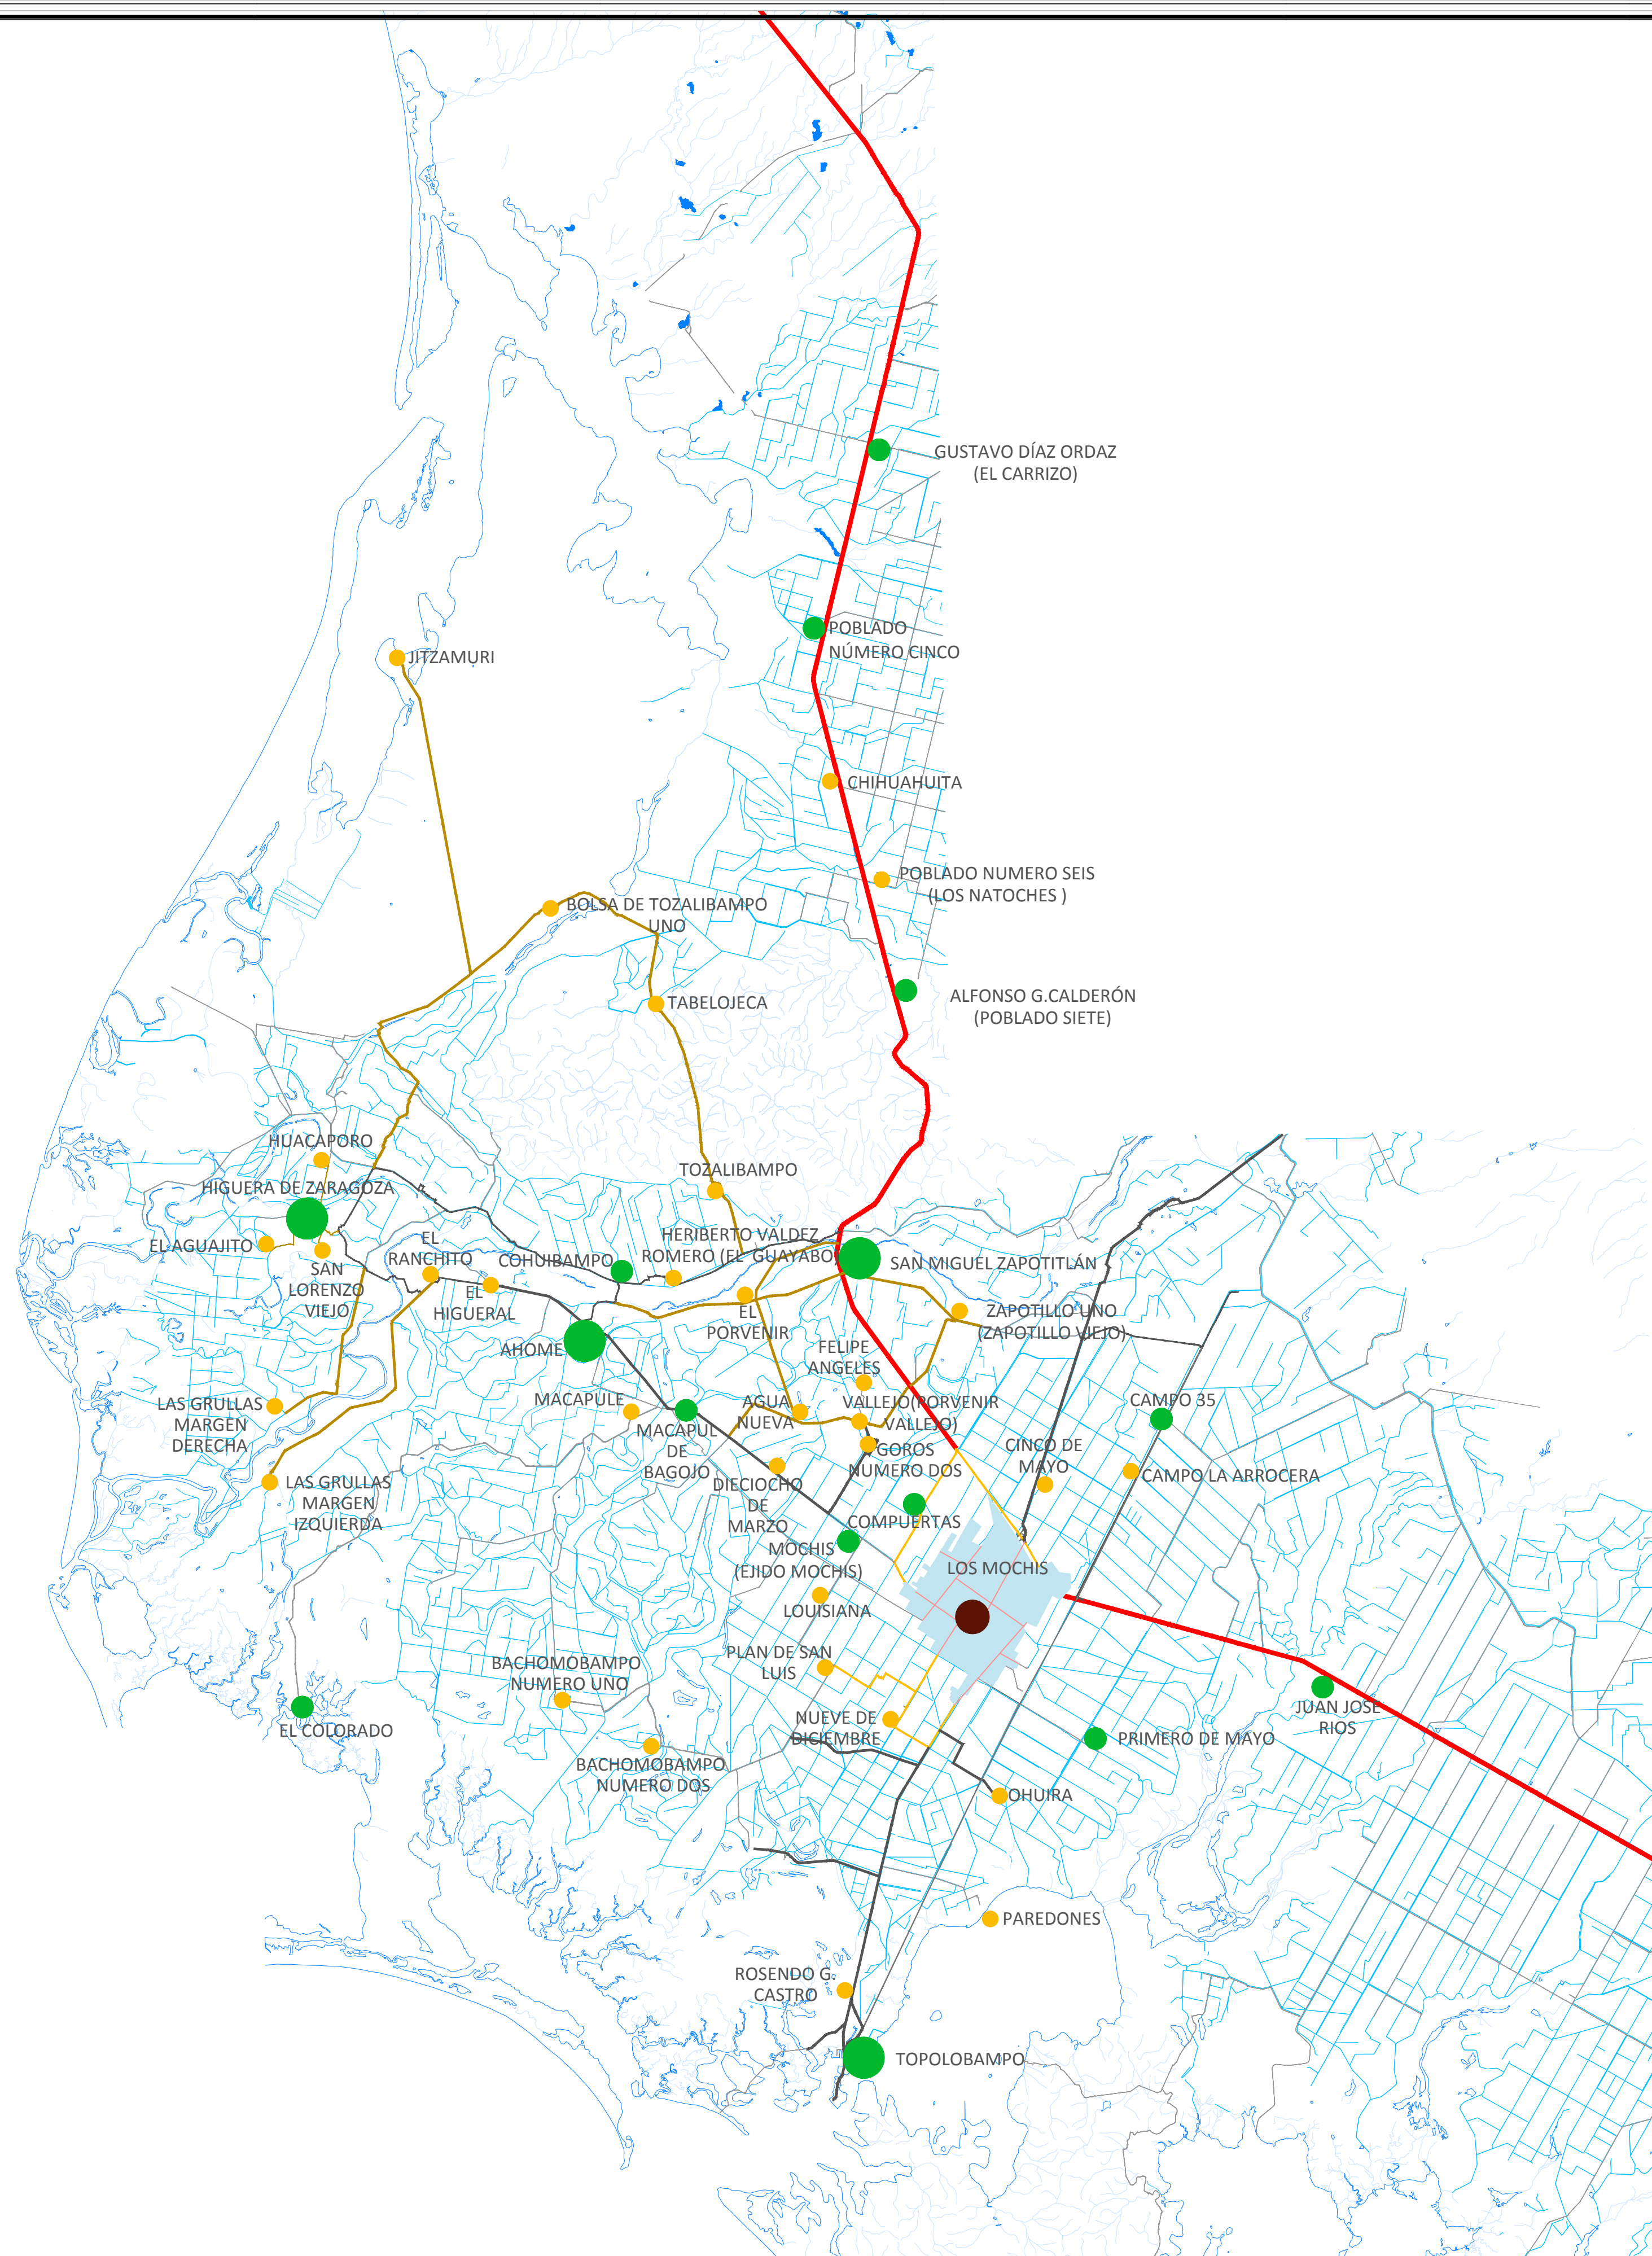 GUSTAVO DÍAZ ORDAZ
(EL CARRIZO)
POBLADO
NÚMERO CINCO
JITZAMURI
CHIHUAHUITA
POBLADO NUMERO SEIS
(LOS NATOCHES )
BOLSA DE TOZALIBAMPO
UNO
TABELOJECA
ALFONSO G.CALDERÓN
(POBLADO SIETE)
HUACAPORO
HIGUERA DE ZARAGOZA
TOZALIBAMPO
EL AGUAJITO
SAN
LORENZO
VIEJO
EL
RANCHITO
EL
HIGUERAL
COHUIBAMPO
HERIBERTO VALDEZ
ROMERO (EL GUAYABO)
SAN MIGUEL ZAPOTITLÁN
EL
PORVENIR
ZAPOTILLO UNO
(ZAPOTILLO VIEJO)
AHOME
FELIPE
ANGELES
LAS GRULLAS
MARGEN
DERECHA
MACAPULE
MACAPUL
DE
BAGOJO
AGUA
NUEVA
VALLEJO(PORVENIR
VALLEJO)
CAMPO 35
GOROS
NUMERO DOS
CINCO DE
MAYO
CAMPO LA ARROCERA
LAS GRULLAS
MARGEN
IZQUIERDA
DIECIOCHO
DE
MARZO
COMPUERTAS
MOCHIS
(EJIDO MOCHIS)
LOS MOCHIS
LOUISIANA
PLAN DE SAN
LUIS
BACHOMOBAMPO
NUMERO UNO
EL COLORADO
NUEVE DE
DICIEMBRE
JUAN JOSE
RIOS
PRIMERO DE MAYO
BACHOMOBAMPO
NUMERO DOS
OHUIRA
PAREDONES
ROSENDO G.
CASTRO
TOPOLOBAMPO